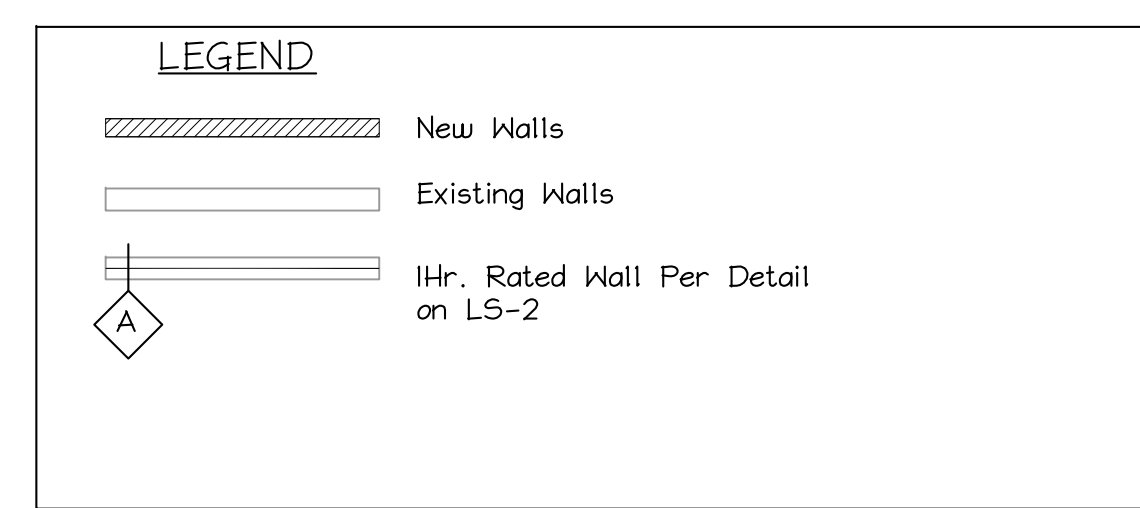 LEGEND
New Walls
Existing Walls
1Hr. Rated Wall Per Detail
on LS-2
A